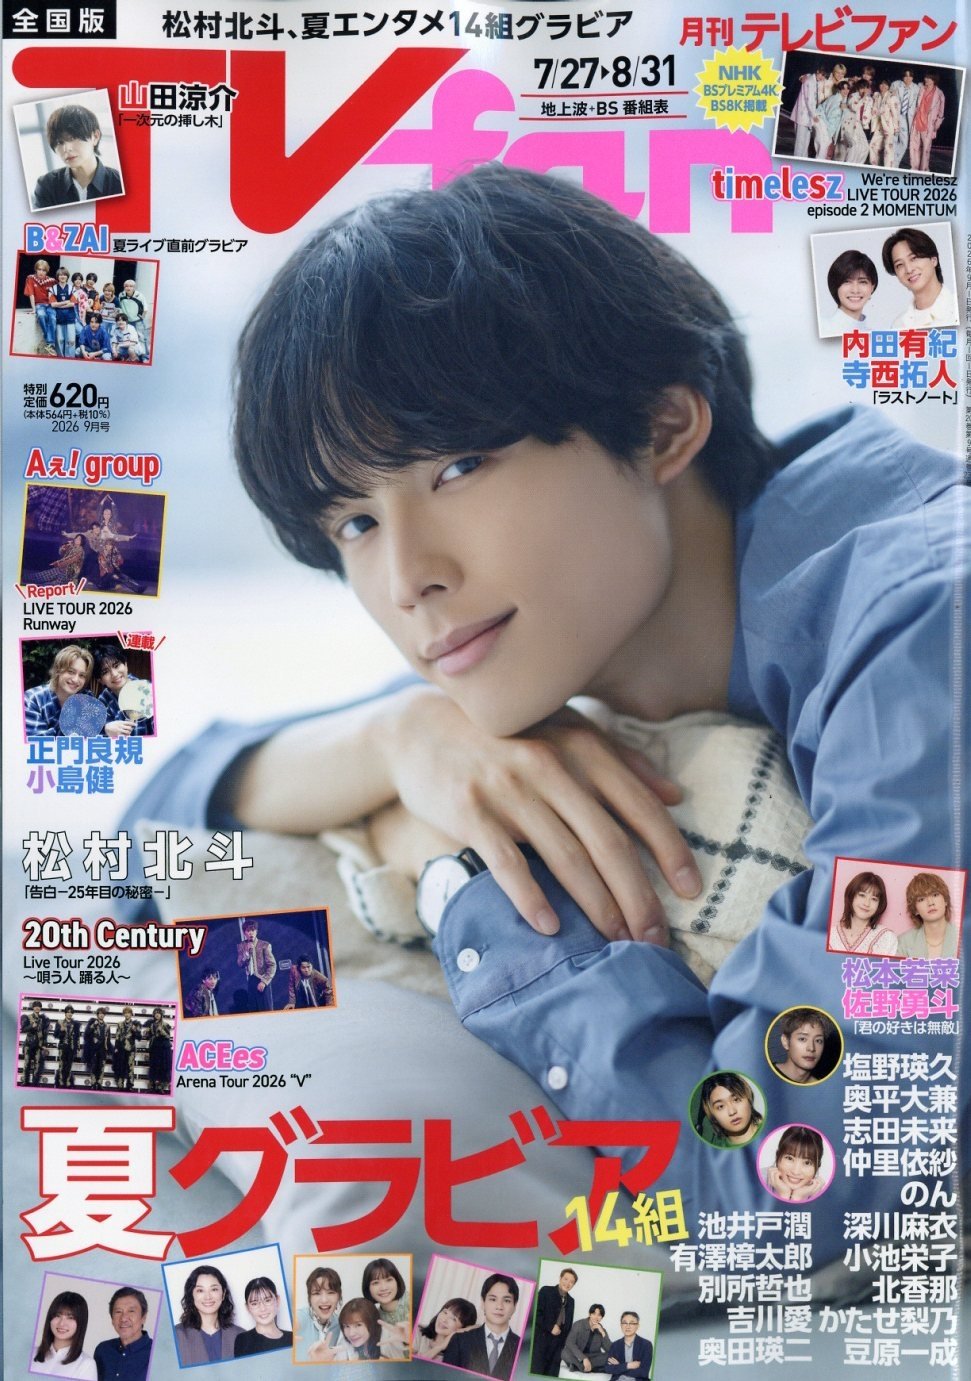 全国版
松村北斗、夏エンタメ14組グラビア
月刊 テレビファン
TVfan
7/27▶8/31
地上波+BS 番組表
NHK
BSプレミアム4K
BS8K掲載
山田涼介
「一次元の挿し木」
timelesz
We're timelesz
LIVE TOUR 2026
episode 2 MOMENTUM
B&ZAI 夏ライブ直前グラビア
内田有紀
寺西拓人
「ラストノート」
特別
定価620円
(本体564円+税10%)
2026 9月号
Aぇ! group
\Report/
LIVE TOUR 2026
Runway
\連載/
正門良規
小島健
松村北斗
「告白－25年目の秘密－」
20th Century
Live Tour 2026
〜唄う人 踊る人〜
ACEes
Arena Tour 2026 “V”
松本若菜
佐野勇斗
「君の好きは無敵」
塩野瑛久
奥平大兼
志田未来
仲里依紗
のん
池井戸潤 深川麻衣
有澤樟太郎 小池栄子
別所哲也 北香那
吉川愛 かたせ梨乃
奥田瑛二 豆原一成
夏グラビア
14組